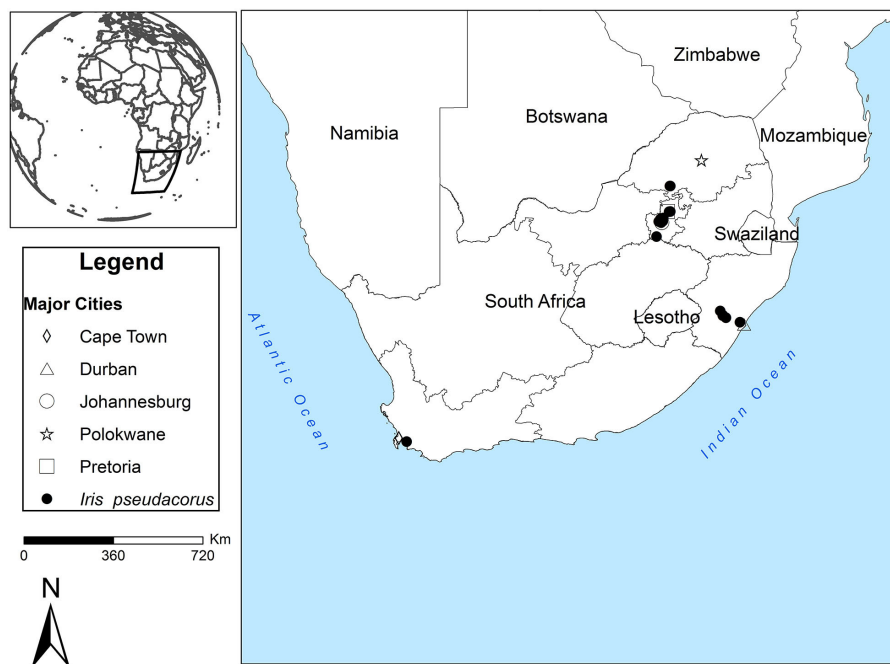 Legend
Major Cities
Cape Town
Durban
Johannesburg
Polokwane
Pretoria
Iris pseudacorus
Km
0 360 720
N
Zimbabwe
Botswana
Namibia
Mozambique
Swaziland
South Africa
Lesotho
Atlantic Ocean
Indian Ocean